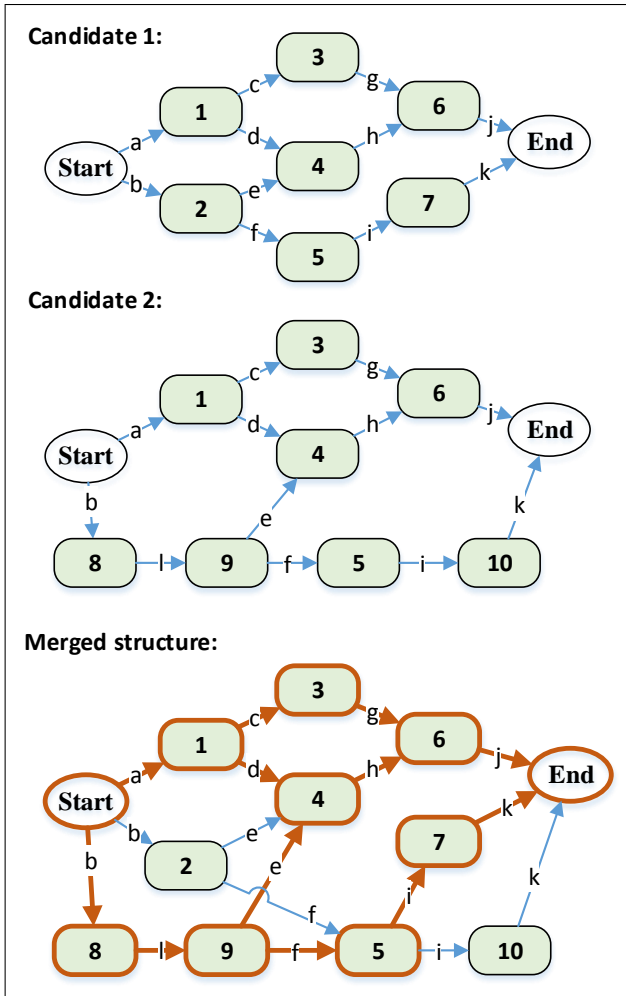 Candidate 1:
3
c
g
1
6
a
d
h
j
Start
End
4
b
e
k
2
7
f
i
5
Candidate 2:
3
c
g
1
6
a
d
h
j
Start
End
4
b
e
k
8
l
9
f
5
i
10
Merged structure:
3
c
g
1
6
a
d
h
j
Start
End
4
b
e
k
7
b
2
e
k
f
i
8
l
9
f
5
i
10